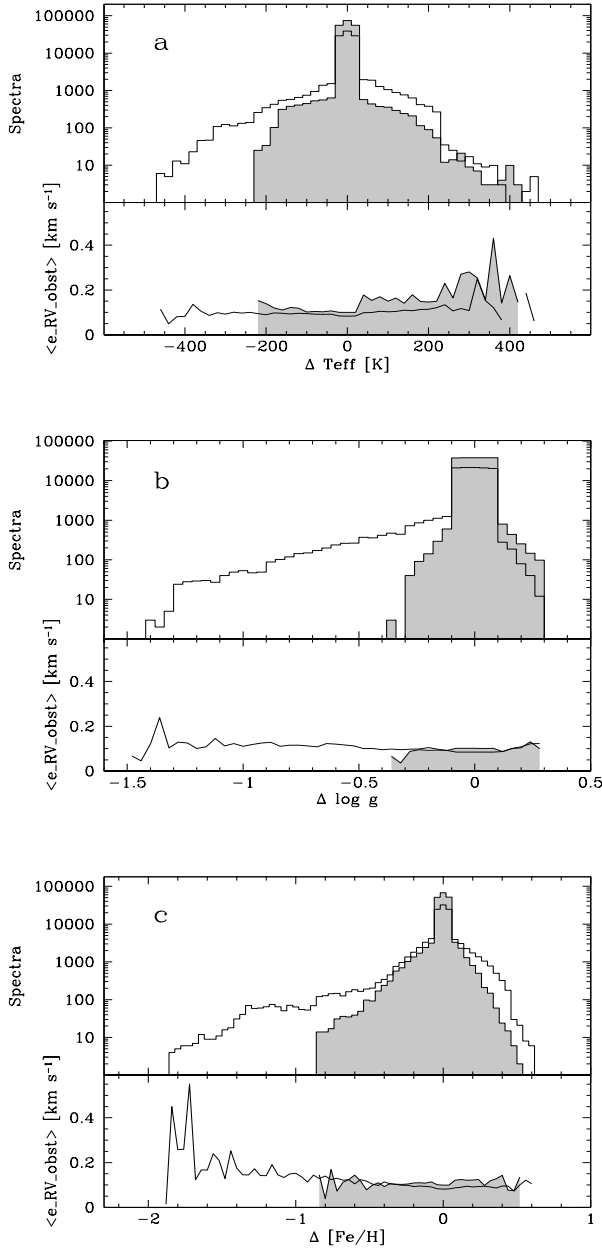 a
100000
10000
1000
100
10
Spectra
0.4
0.2
0
<e_RV_obst> [km s⁻¹]
−400 −200 0 200 400
Δ Teff [K]
b
100000
10000
1000
100
10
Spectra
0.4
0.2
0
<e_RV_obst> [km s⁻¹]
−1.5 −1 −0.5 0 0.5
Δ log g
c
100000
10000
1000
100
10
Spectra
0.4
0.2
0
<e_RV_obst> [km s⁻¹]
−2 −1 0 1
Δ [Fe/H]